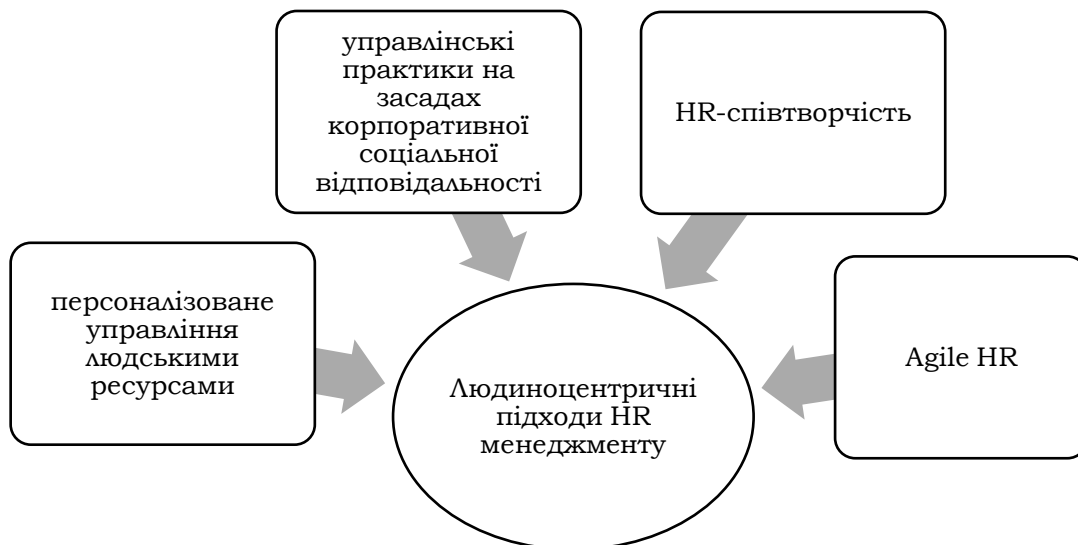 управлінські
практики на
засадах
корпоративної
соціальної
відповідальності
HR-співтворчість
персоналізоване
управління
людськими
ресурсами
Agile HR
Людиноцентричні
підходи HR
менеджменту